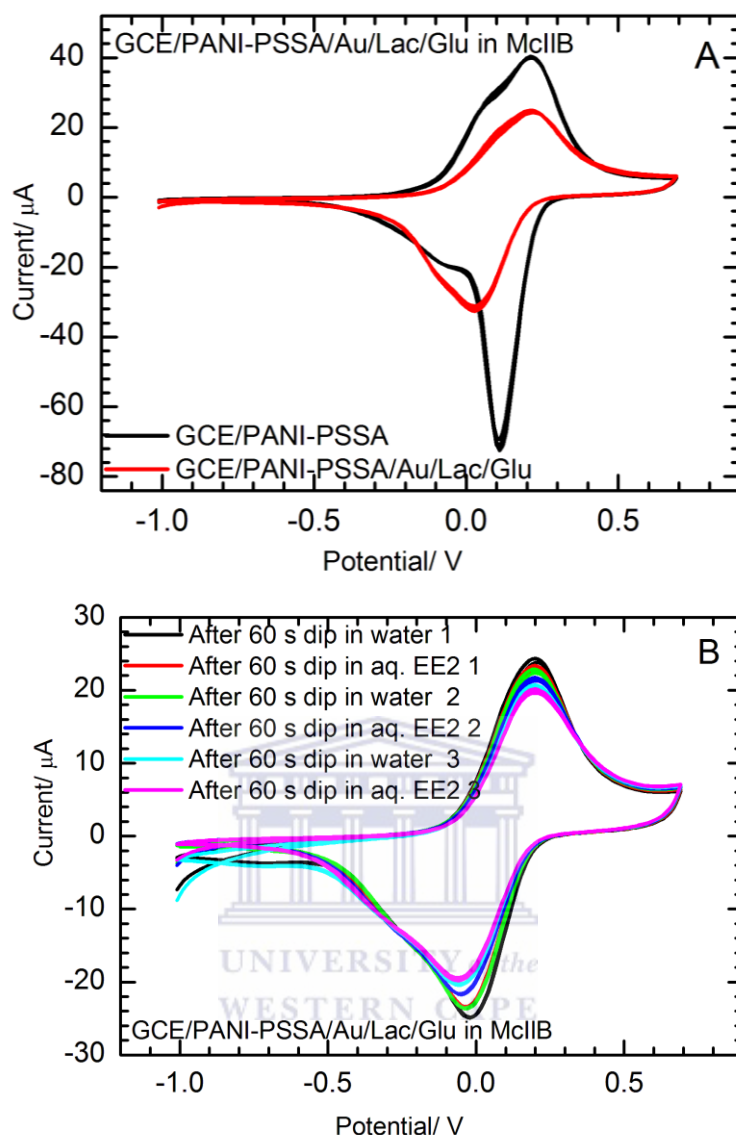 GCE/PANI-PSSA/Au/Lac/Glu in McIIB
A
40
20
0
-20
-40
-60
-80
Current/ μA
GCE/PANI-PSSA
GCE/PANI-PSSA/Au/Lac/Glu
-1.0 -0.5 0.0 0.5
Potential/ V
30
20
10
0
-10
-20
-30
Current/ μA
B
After 60 s dip in water 1
After 60 s dip in aq. EE2 1
After 60 s dip in water 2
After 60 s dip in aq. EE2 2
After 60 s dip in water 3
After 60 s dip in aq. EE2 3
UNIVERSITY of the
WESTERN CAPE
GCE/PANI-PSSA/Au/Lac/Glu in McIIB
-1.0 -0.5 0.0 0.5
Potential/ V